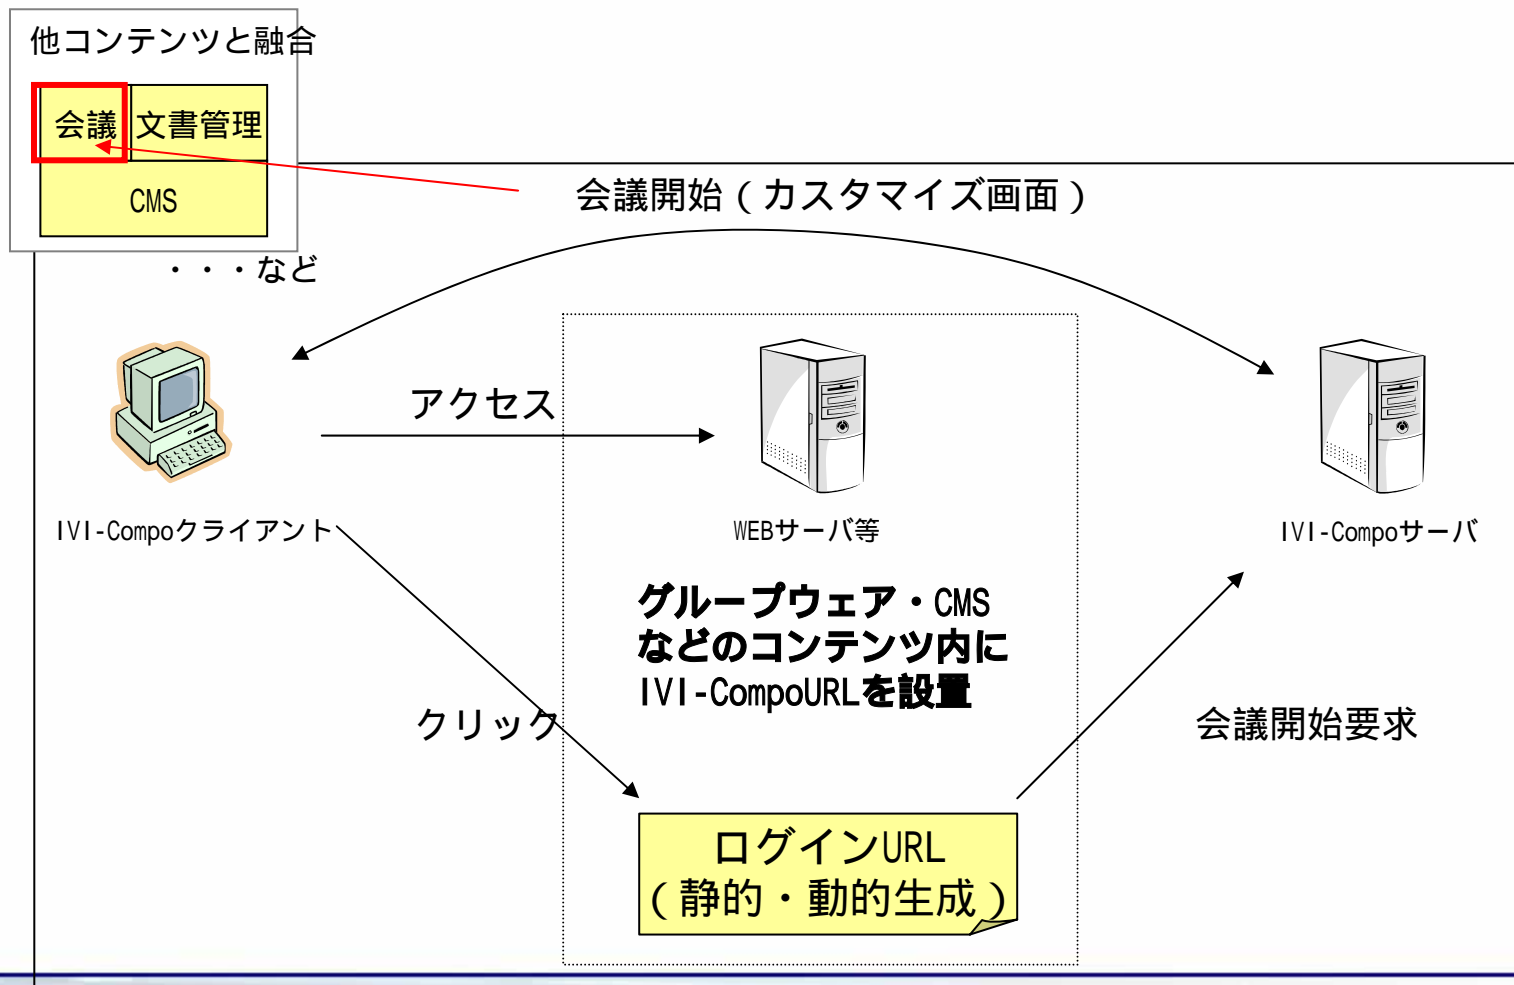 他コンテンツと融合
会議 文書管理
CMS
・・・など
会議開始（カスタマイズ画面）
アクセス
IVI-Compoクライアント
WEBサーバ等
IVI-Compoサーバ
グループウェア・CMS
などのコンテンツ内に
IVI-CompoURLを設置
クリック
会議開始要求
ログインURL
（静的・動的生成）